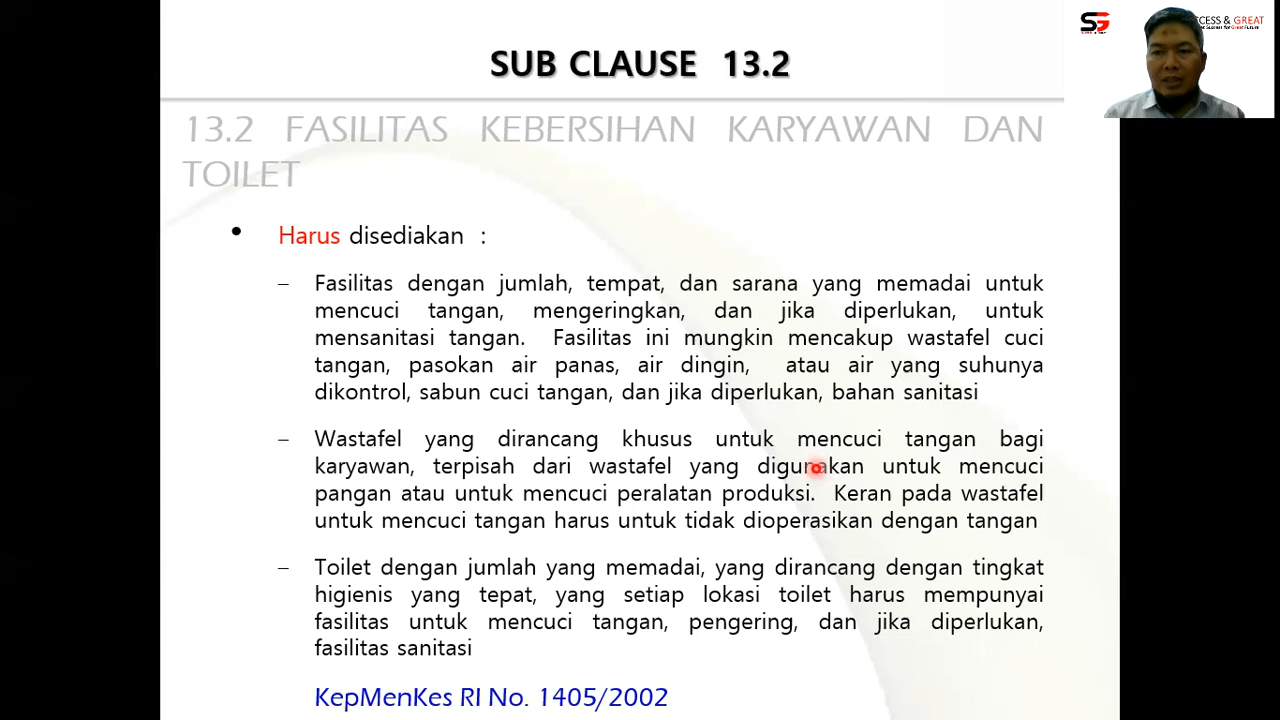 SUB CLAUSE 13.2
CCESS & GREAT
SG
13.2 FASILITAS KEBERSIHAN KARYAWAN DAN
TOILET
• Harus disediakan :
– Fasilitas dengan jumlah, tempat, dan sarana yang memadai untuk
mencuci tangan, mengeringkan, dan jika diperlukan, untuk
mensanitasi tangan. Fasilitas ini mungkin mencakup wastafel cuci
tangan, pasokan air panas, air dingin, atau air yang suhunya
dikontrol, sabun cuci tangan, dan jika diperlukan, bahan sanitasi
– Wastafel yang dirancang khusus untuk mencuci tangan bagi
karyawan, terpisah dari wastafel yang digunakan untuk mencuci
pangan atau untuk mencuci peralatan produksi. Keran pada wastafel
untuk mencuci tangan harus untuk tidak dioperasikan dengan tangan
– Toilet dengan jumlah yang memadai, yang dirancang dengan tingkat
higienis yang tepat, yang setiap lokasi toilet harus mempunyai
fasilitas untuk mencuci tangan, pengering, dan jika diperlukan,
fasilitas sanitasi
KepMenKes RI No. 1405/2002